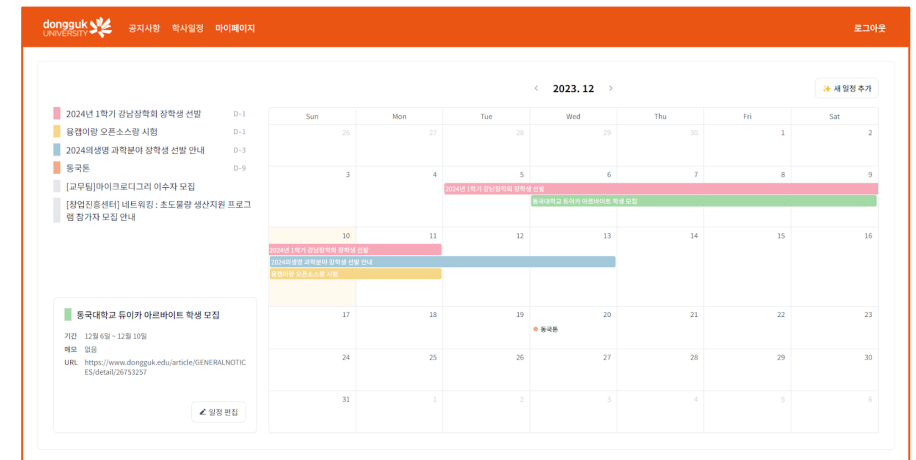 dongguk
UNIVERSITY
공지사항 학사일정 마이페이지
로그아웃
2023. 12
새 일정 추가
2024년 1학기 강남장학회 장학생 선발 D-1
융캡이랑 오픈소스랑 시험 D-1
2024의생명 과학분야 장학생 선발 안내 D-3
동국톤 D-9
[교무팀]마이크로디그리 이수자 모집
[창업진흥센터] 네트워킹 : 초도물량 생산지원 프로그
램 참가자 모집 안내
Sun Mon Tue Wed Thu Fri Sat
26 27 28 29 30 1 2
3 4 5 6 7 8 9
2024년 1학기 강남장학회 장학생 선발
동국대학교 듀이카 아르바이트 학생 모집
10 11 12 13 14 15 16
2024년 1학기 강남장학회 장학생 선발
2024의생명 과학분야 장학생 선발 안내
융캡이랑 오픈소스랑 시험
17 18 19 20 21 22 23
동국톤
24 25 26 27 28 29 30
31 1 2 3 4 5 6
동국대학교 듀이카 아르바이트 학생 모집
기간 12월 6일 ~ 12월 10일
메모 없음
URL https://www.dongguk.edu/article/GENERALNOTIC
ES/detail/26753257
일정 편집